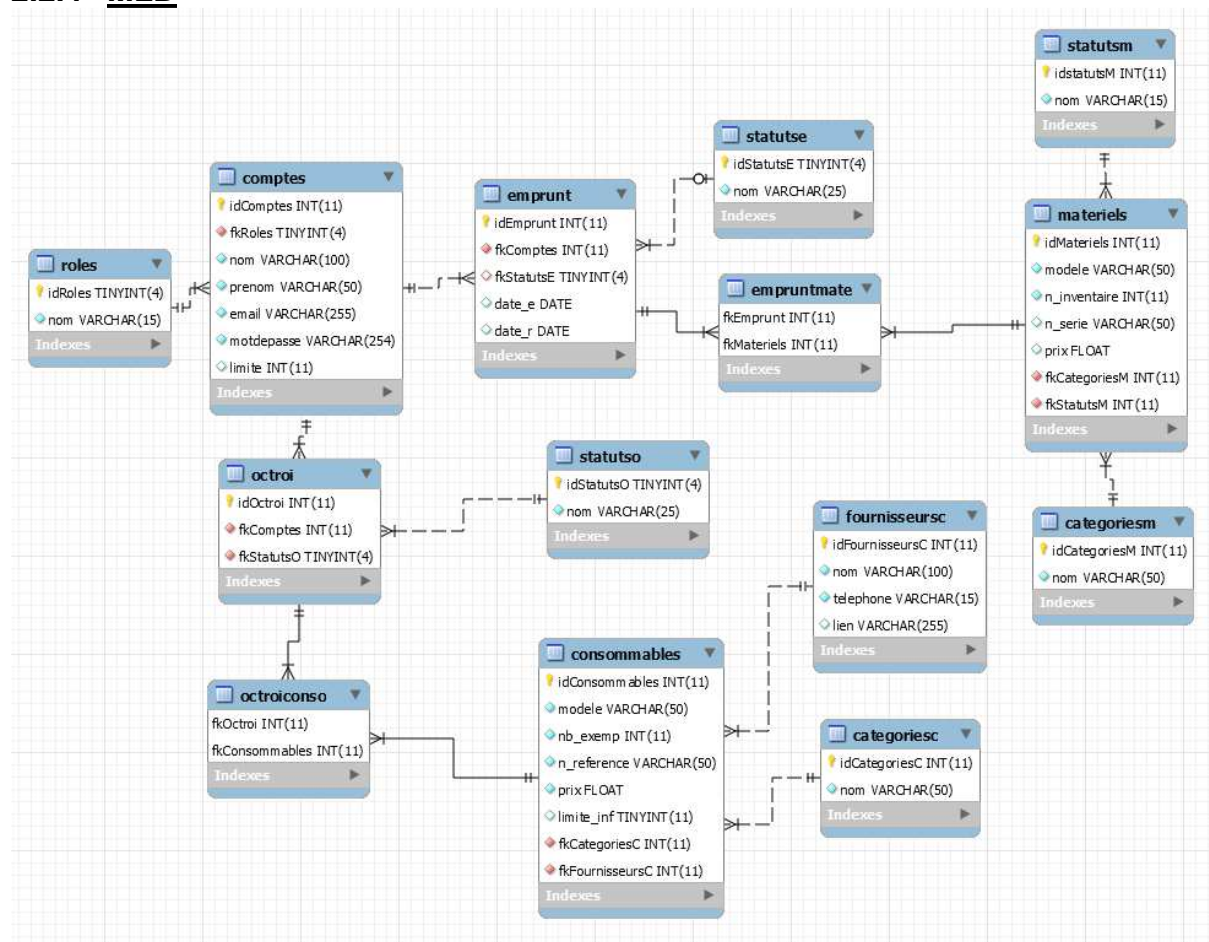 statutsm
idstatutsM INT(11)
nom VARCHAR(15)
Indexes
statutse
idStatutsE TINYINT(4)
nom VARCHAR(25)
Indexes
comptes
idComptes INT(11)
fkRoles TINYINT(4)
nom VARCHAR(100)
prenom VARCHAR(50)
email VARCHAR(255)
motdepasse VARCHAR(254)
limite INT(11)
Indexes
emprunt
idEmprunt INT(11)
fkComptes INT(11)
fkStatutsE TINYINT(4)
date_e DATE
date_r DATE
Indexes
materiels
idMateriels INT(11)
modele VARCHAR(50)
n_inventaire INT(11)
n_serie VARCHAR(50)
prix FLOAT
fkCategoriesM INT(11)
fkStatutsM INT(11)
Indexes
roles
idRoles TINYINT(4)
nom VARCHAR(15)
Indexes
empruntmate
fkEmprunt INT(11)
fkMateriels INT(11)
Indexes
octroi
idOctroi INT(11)
fkComptes INT(11)
fkStatutsO TINYINT(4)
Indexes
statutso
idStatutsO TINYINT(4)
nom VARCHAR(25)
Indexes
fournisseursc
idFournisseursC INT(11)
nom VARCHAR(100)
telephone VARCHAR(15)
lien VARCHAR(255)
Indexes
categoriesm
idCategoriesM INT(11)
nom VARCHAR(50)
Indexes
octroiconso
fkOctroi INT(11)
fkConsommables INT(11)
Indexes
consommables
idConsommables INT(11)
modele VARCHAR(50)
nb_exemp INT(11)
n_reference VARCHAR(50)
prix FLOAT
limite_inf TINYINT(11)
fkCategoriesC INT(11)
fkFournisseursC INT(11)
Indexes
categoriesc
idCategoriesC INT(11)
nom VARCHAR(50)
Indexes